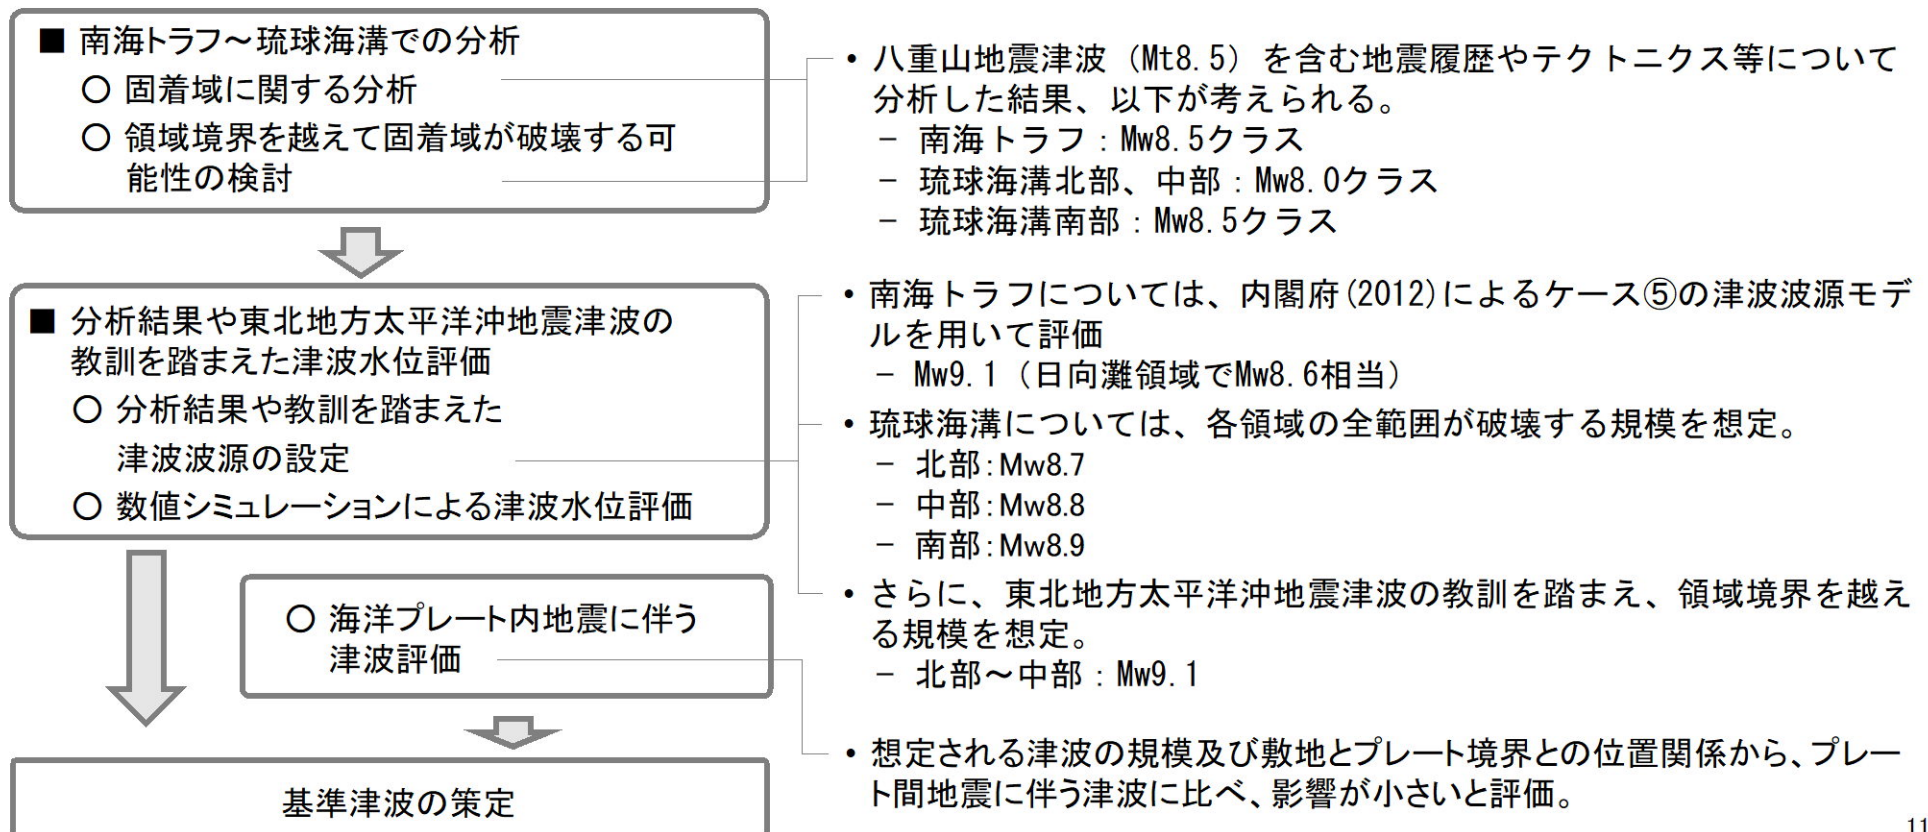 ■ 南海トラフ～琉球海溝での分析
○ 固着域に関する分析
○ 領域境界を越えて固着域が破壊する可
能性の検討
・八重山地震津波（Mt8.5）を含む地震履歴やテクトニクス等について
分析した結果、以下が考えられる。
－ 南海トラフ：Mw8.5クラス
－ 琉球海溝北部、中部：Mw8.0クラス
－ 琉球海溝南部：Mw8.5クラス
■ 分析結果や東北地方太平洋沖地震津波の
教訓を踏まえた津波水位評価
○ 分析結果や教訓を踏まえた
津波波源の設定
○ 数値シミュレーションによる津波水位評価
・南海トラフについては、内閣府(2012)によるケース⑤の津波波源モデ
ルを用いて評価
－ Mw9.1（日向灘領域でMw8.6相当）
・琉球海溝については、各領域の全範囲が破壊する規模を想定。
－ 北部:Mw8.7
－ 中部:Mw8.8
－ 南部:Mw8.9
・さらに、東北地方太平洋沖地震津波の教訓を踏まえ、領域境界を越え
る規模を想定。
－ 北部～中部：Mw9.1
○ 海洋プレート内地震に伴う
津波評価
・想定される津波の規模及び敷地とプレート境界との位置関係から、プレー
ト間地震に伴う津波に比べ、影響が小さいと評価。
基準津波の策定
11